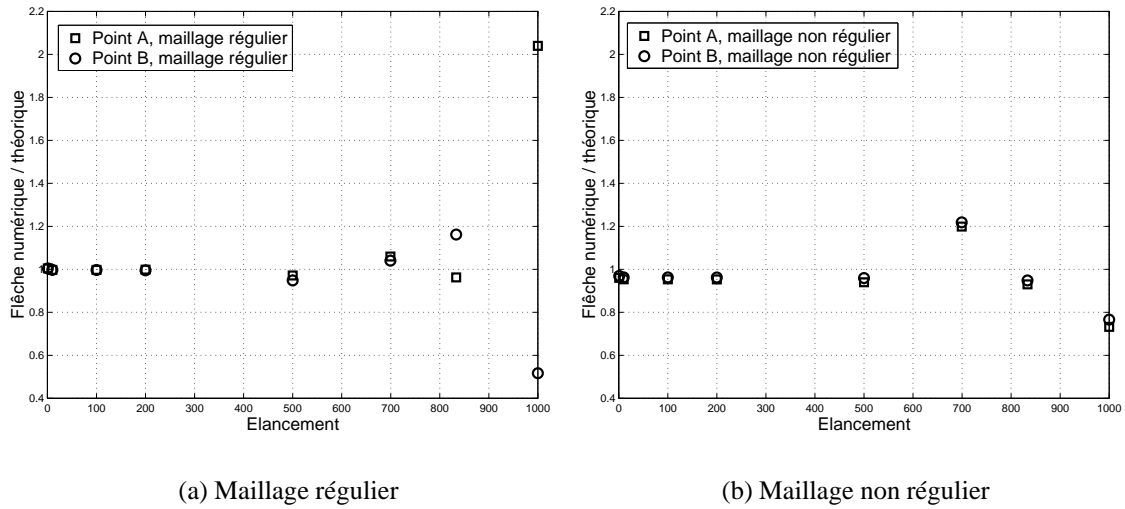 2.2
2
1.8
1.6
1.4
1.2
1
0.8
0.6
0.4
Flêche numérique / théorique
Point A, maillage régulier
Point B, maillage régulier
0 100 200 300 400 500 600 700 800 900 1000
Elancement
(a) Maillage régulier
2.2
2
1.8
1.6
1.4
1.2
1
0.8
0.6
0.4
Flêche numérique / théorique
Point A, maillage non régulier
Point B, maillage non régulier
0 100 200 300 400 500 600 700 800 900 1000
Elancement
(b) Maillage non régulier